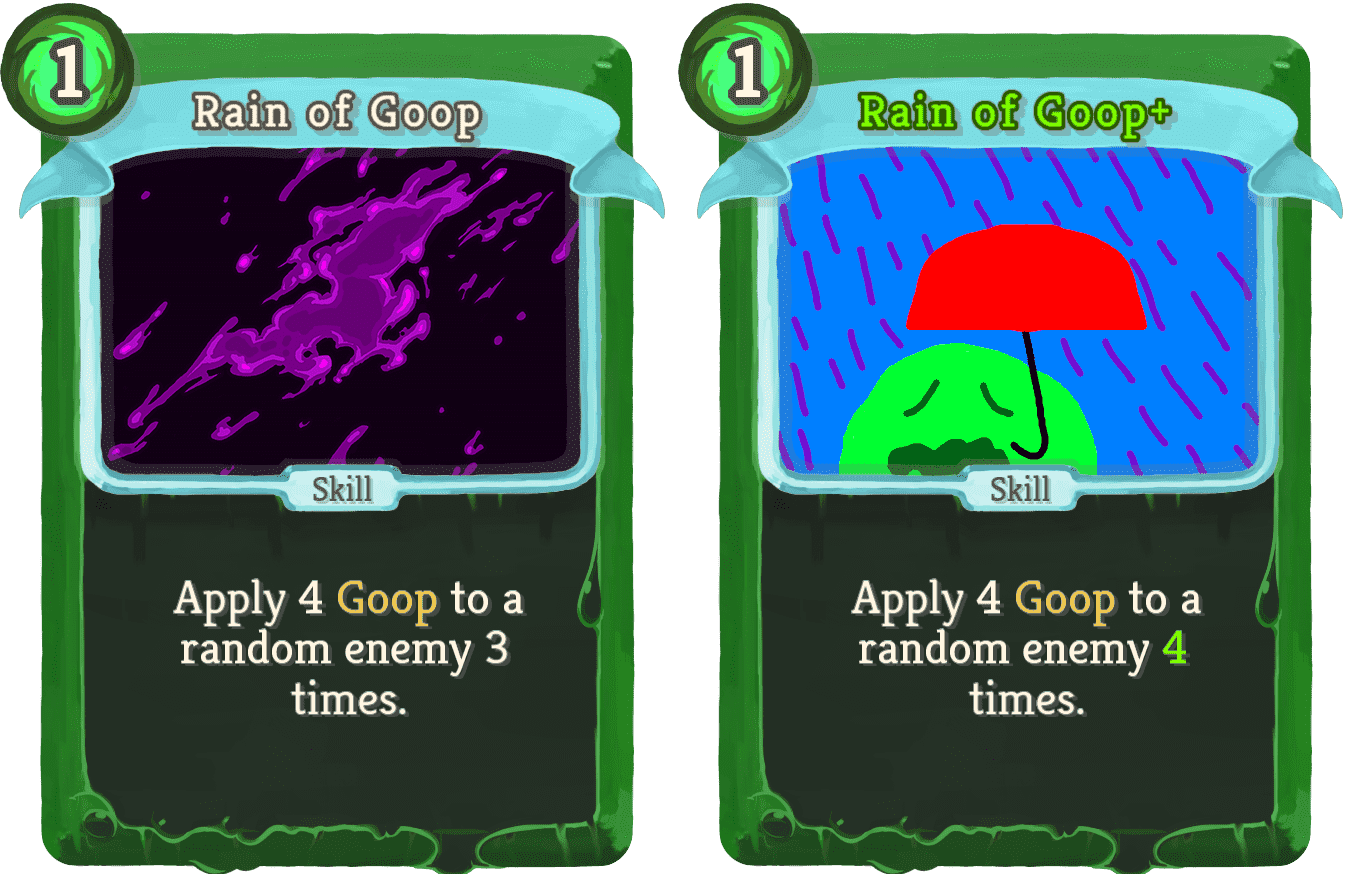 1
Rain of Goop
Skill
Apply 4 Goop to a
random enemy 3
times.
1
Rain of Goop+
Skill
Apply 4 Goop to a
random enemy 4
times.